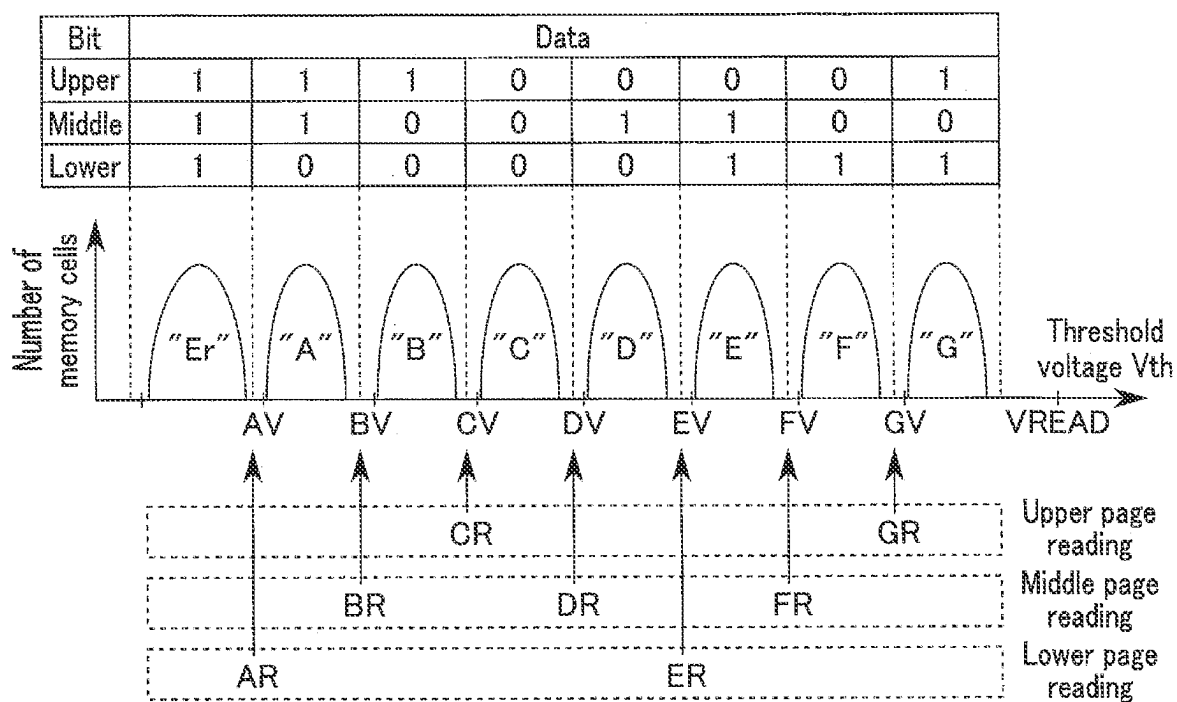 Bit Data
Upper 1 1 1 0 0 0 0 1
Middle 1 1 0 0 1 1 0 0
Lower 1 0 0 0 0 1 1 1
Number of
memory cells
"Er" "A" "B" "C" "D" "E" "F" "G"
Threshold
voltage Vth
AV BV CV DV EV FV GV VREAD
CR GR
Upper page
reading
BR DR FR
Middle page
reading
AR ER
Lower page
reading